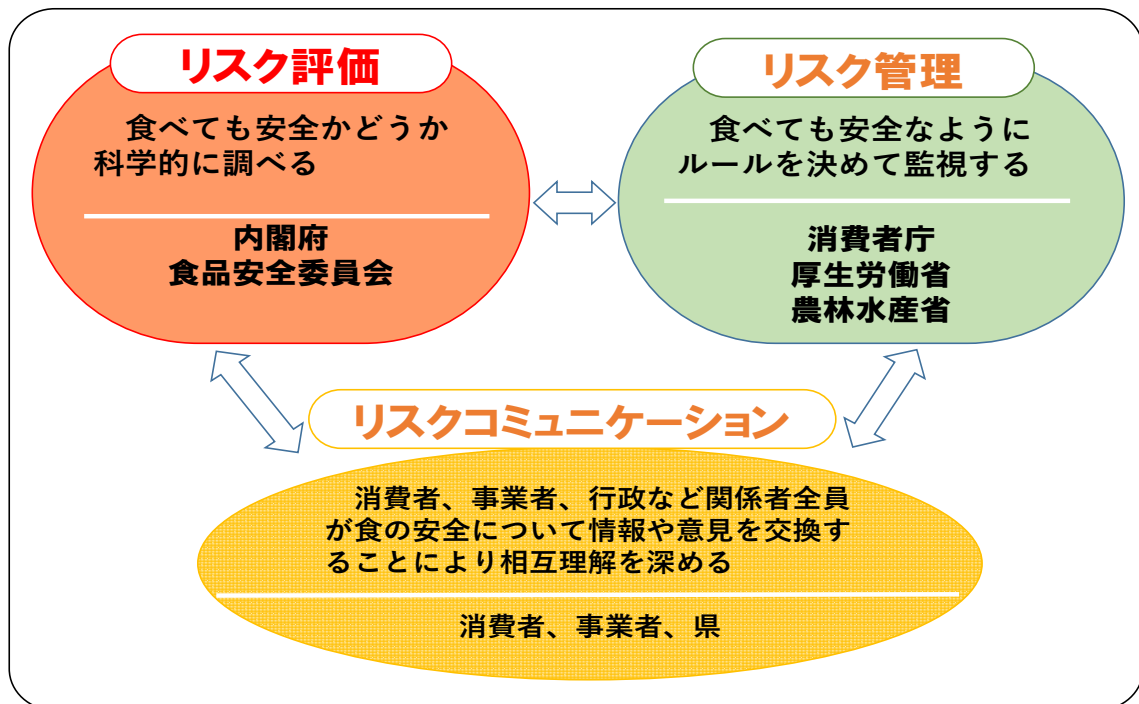 リスク評価
食べても安全かどうか
科学的に調べる
内閣府
食品安全委員会
リスク管理
食べても安全なように
ルールを決めて監視する
消費者庁
厚生労働省
農林水産省
リスクコミュニケーション
消費者、事業者、行政など関係者全員
が食の安全について情報や意見を交換す
ることにより相互理解を深める
消費者、事業者、県